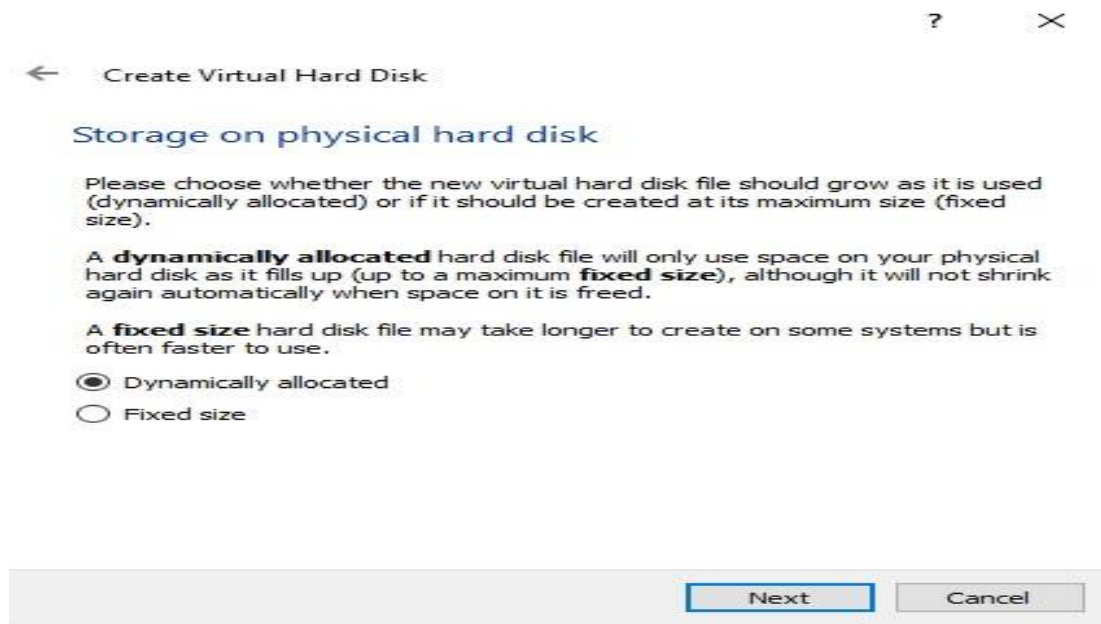 ?
Create Virtual Hard Disk
Storage on physical hard disk
Please choose whether the new virtual hard disk file should grow as it is used
(dynamically allocated) or if it should be created at its maximum size (fixed
size).
A dynamically allocated hard disk file will only use space on your physical
hard disk as it fills up (up to a maximum fixed size), although it will not shrink
again automatically when space on it is freed.
A fixed size hard disk file may take longer to create on some systems but is
often faster to use.
Dynamically allocated
Fixed size
Next Cancel